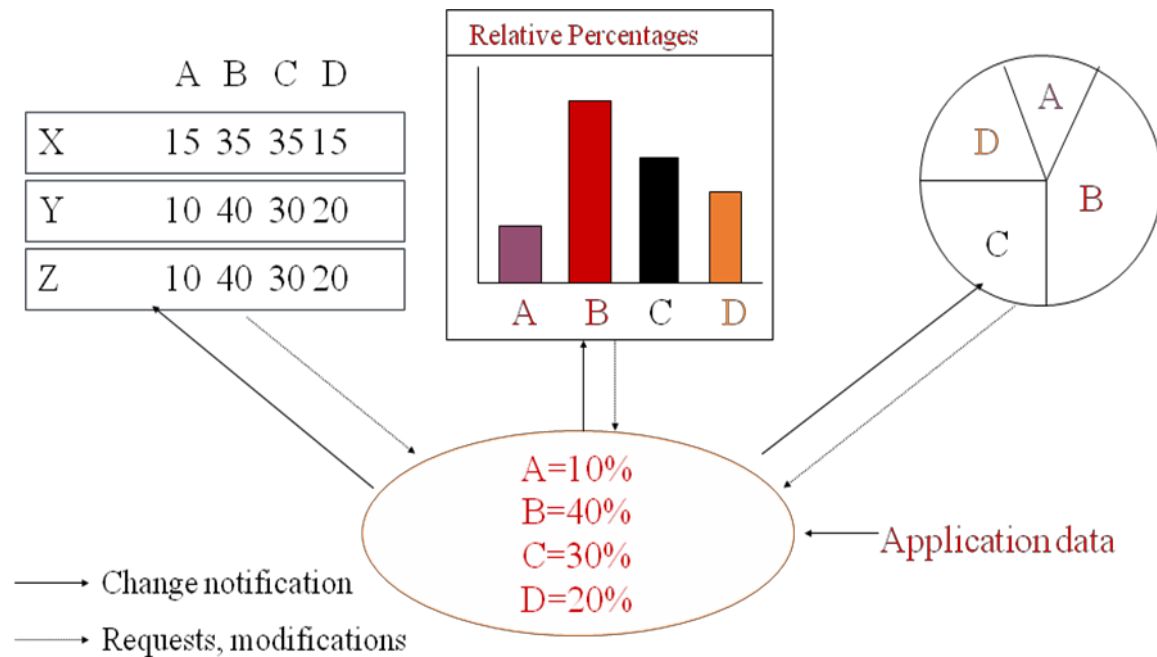 A B C D
X 15 35 35 15
Y 10 40 30 20
Z 10 40 30 20
Relative Percentages
A B C D
A
B
C
D
A=10%
B=40%
C=30%
D=20%
Application data
Change notification
Requests, modifications